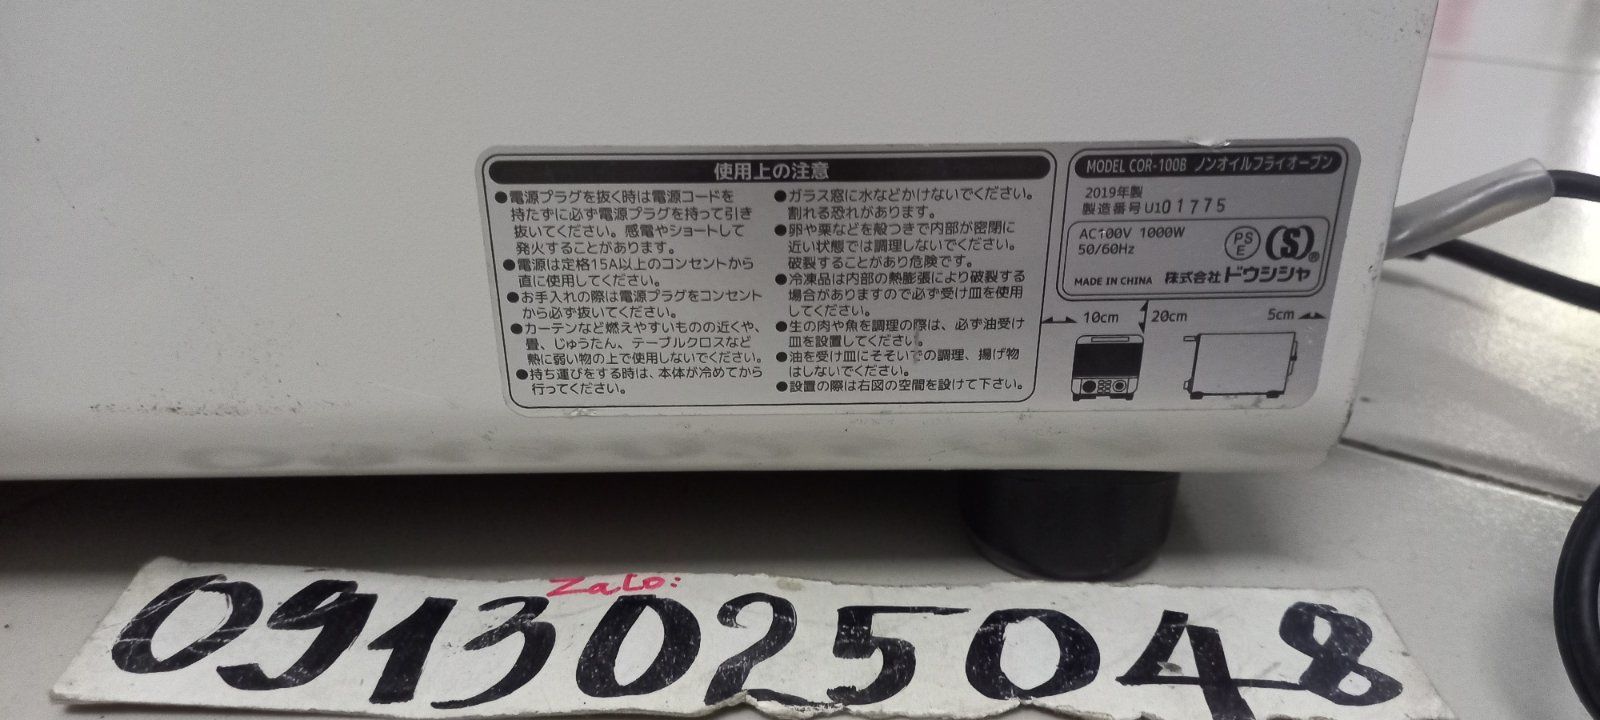 使用上の注意
●電源プラグを抜く時は電源コードを
持たずに必ず電源プラグを持って引き
抜いてください。感電やショートして
発火することがあります。
●電源は定格15A以上のコンセントから
直に使用してください。
●お手入れの際は電源プラグをコンセント
から必ず抜いてください。
●カーテンなど燃えやすいものの近くや、
畳、じゅうたん、テーブルクロスなど
熱に弱い物の上で使用しないでください。
●持ち運びをする時は、本体が冷めてから
行ってください。
●ガラス窓に水などかけないでください。
割れる恐れがあります。
●卵や栗などを殻つきで内部が密閉に
近い状態では調理しないでください。
破裂することがあり危険です。
●冷凍品は内部の熱膨張により破裂する
場合がありますので必ず受け皿を使用
してください。
●生の肉や魚を調理の際は、必ず油受け
皿を設置してください。
●油を受け皿にそそいでの調理、揚げ物
はしないでください。
●設置の際は右図の空間を設けて下さい。
MODEL COR-100B ノンオイルフライオーブン
2019年製
製造番号 U101775
AC100V 1000W
50/60Hz
PS
E
(S)®
MADE IN CHINA 株式会社ドウシシャ
10cm 20cm 5cm
Zalo:
0913025048